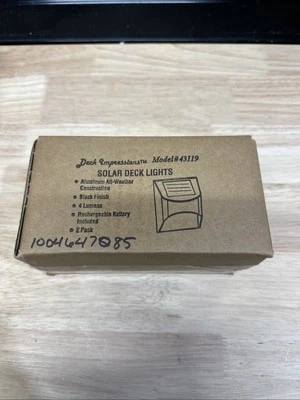 Deck Impressions™ Model#43119
SOLAR DECK LIGHTS
• Aluminum All-Weather
Construction
• Black Finish
• 4 Lumens
• Rechargeable Battery
Included
• 2 Pack
1004647085